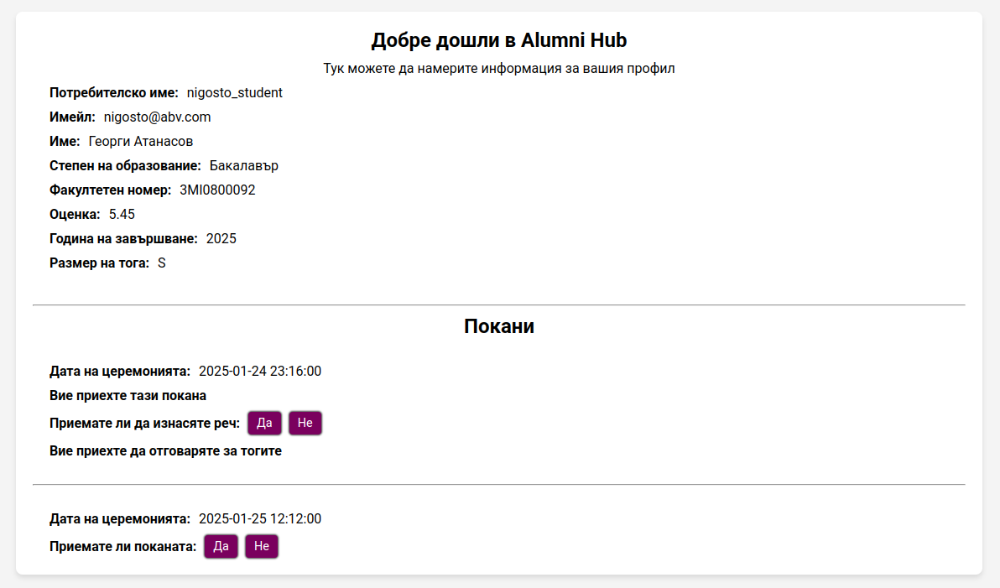 Добре дошли в Alumni Hub
Тук можете да намерите информация за вашия профил
Потребителско име: nigosto_student
Имейл: nigosto@abv.com
Име: Георги Атанасов
Степен на образование: Бакалавър
Факултетен номер: 3MI0800092
Оценка: 5.45
Година на завършване: 2025
Размер на тога: S
Покани
Дата на церемонията: 2025-01-24 23:16:00
Вие приехте тази покана
Приемате ли да изнасяте реч: Да Не
Вие приехте да отговаряте за тогите
Дата на церемонията: 2025-01-25 12:12:00
Приемате ли поканата: Да Не